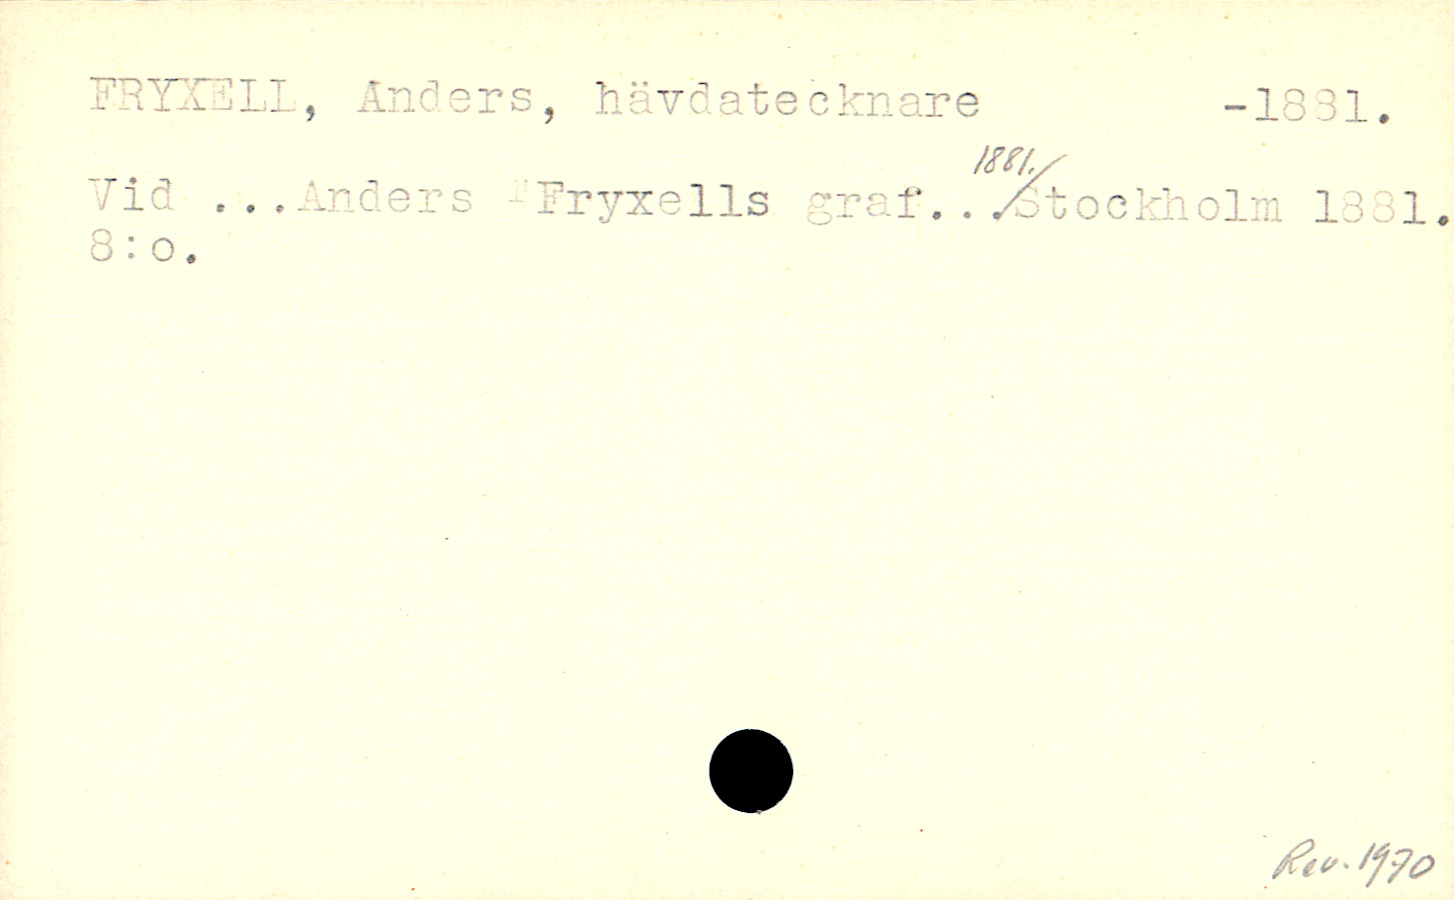 FRYXELL, Anders, hävdatecknare -1881.
1881.
Vid ...Anders Fryxells graf.../Stockholm 1881.
8:o.
Rev. 1970